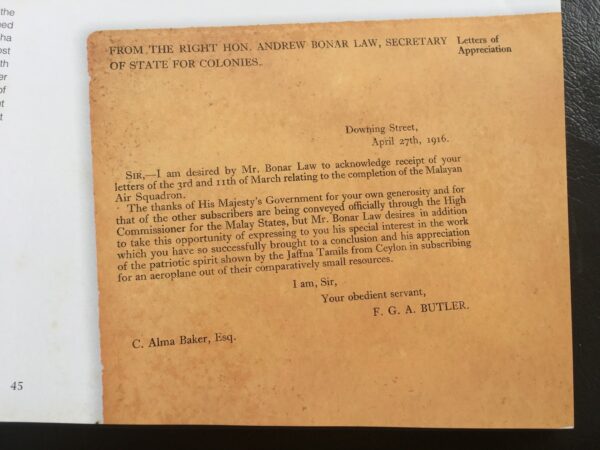 the
ed
ha
ost
th
er
of
t
t
FROM THE RIGHT HON. ANDREW BONAR LAW, SECRETARY
OF STATE FOR COLONIES.
Letters of
Appreciation
Downing Street,
April 27th, 1916.
SIR,—I am desired by Mr. Bonar Law to acknowledge receipt of your
letters of the 3rd and 11th of March relating to the completion of the Malayan
Air Squadron.
The thanks of His Majesty's Government for your own generosity and for
that of the other subscribers are being conveyed officially through the High
Commissioner for the Malay States, but Mr. Bonar Law desires in addition
to take this opportunity of expressing to you his special interest in the work
which you have so successfully brought to a conclusion and his appreciation
of the patriotic spirit shown by the Jaffna Tamils from Ceylon in subscribing
for an aeroplane out of their comparatively small resources.
I am, Sir,
Your obedient servant,
F. G. A. BUTLER.
C. Alma Baker, Esq.
45